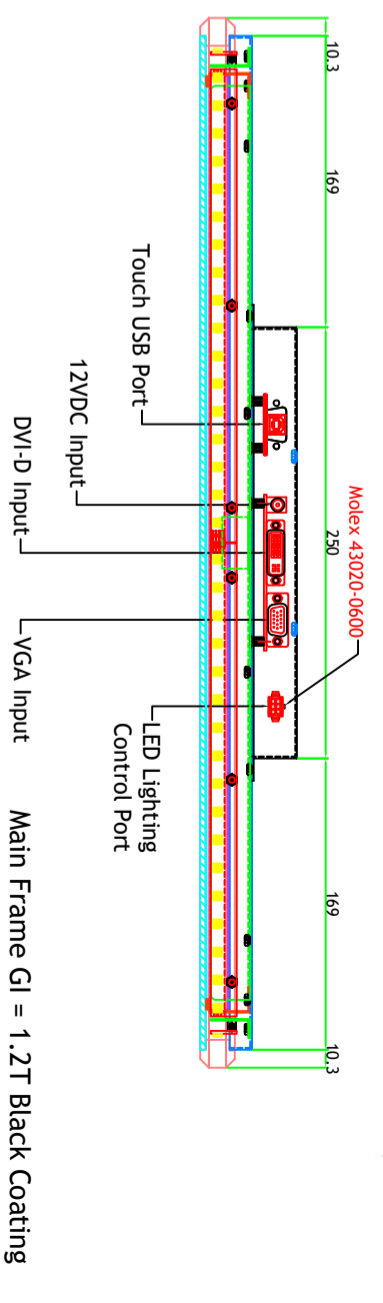 10.3
169
250
169
10.3
Molex 43020-0600
Touch USB Port
12VDC Input
DVI-D Input
VGA Input
LED Lighting
Control Port
Main Frame GI = 1.2T Black Coating